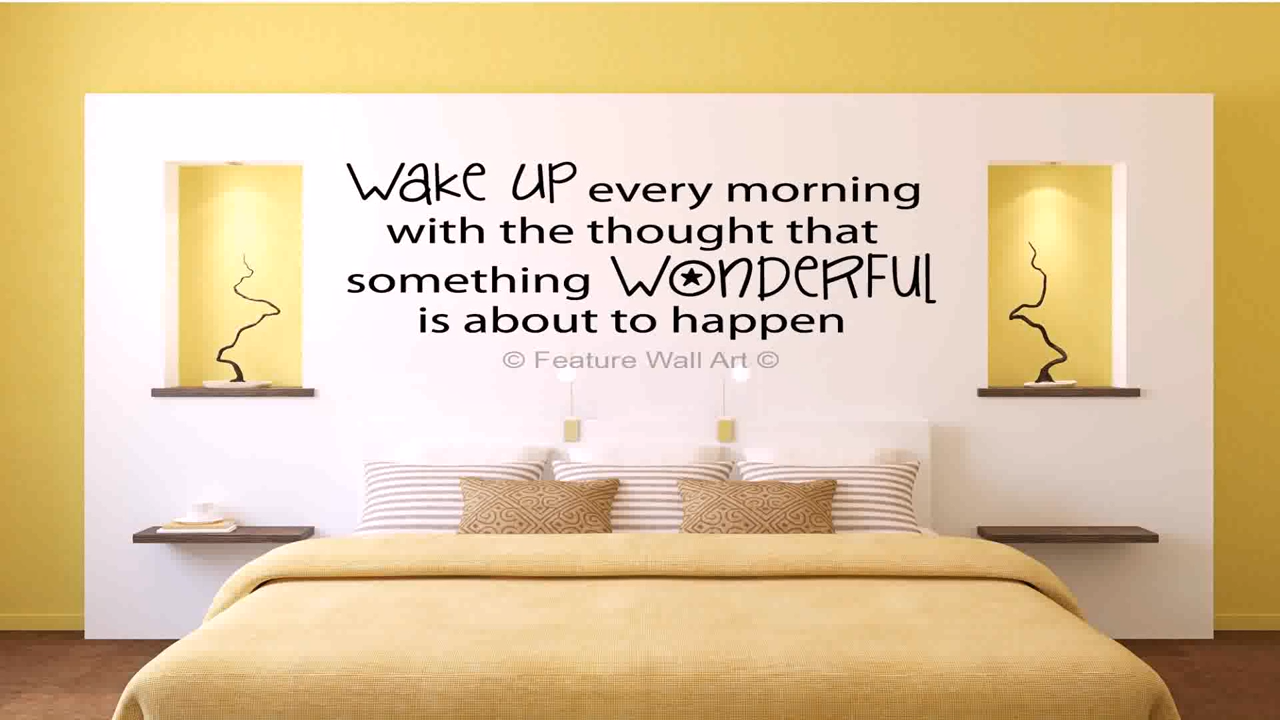 wake up every morning
with the thought that
something WONDERFUL
is about to happen
© Feature Wall Art ©